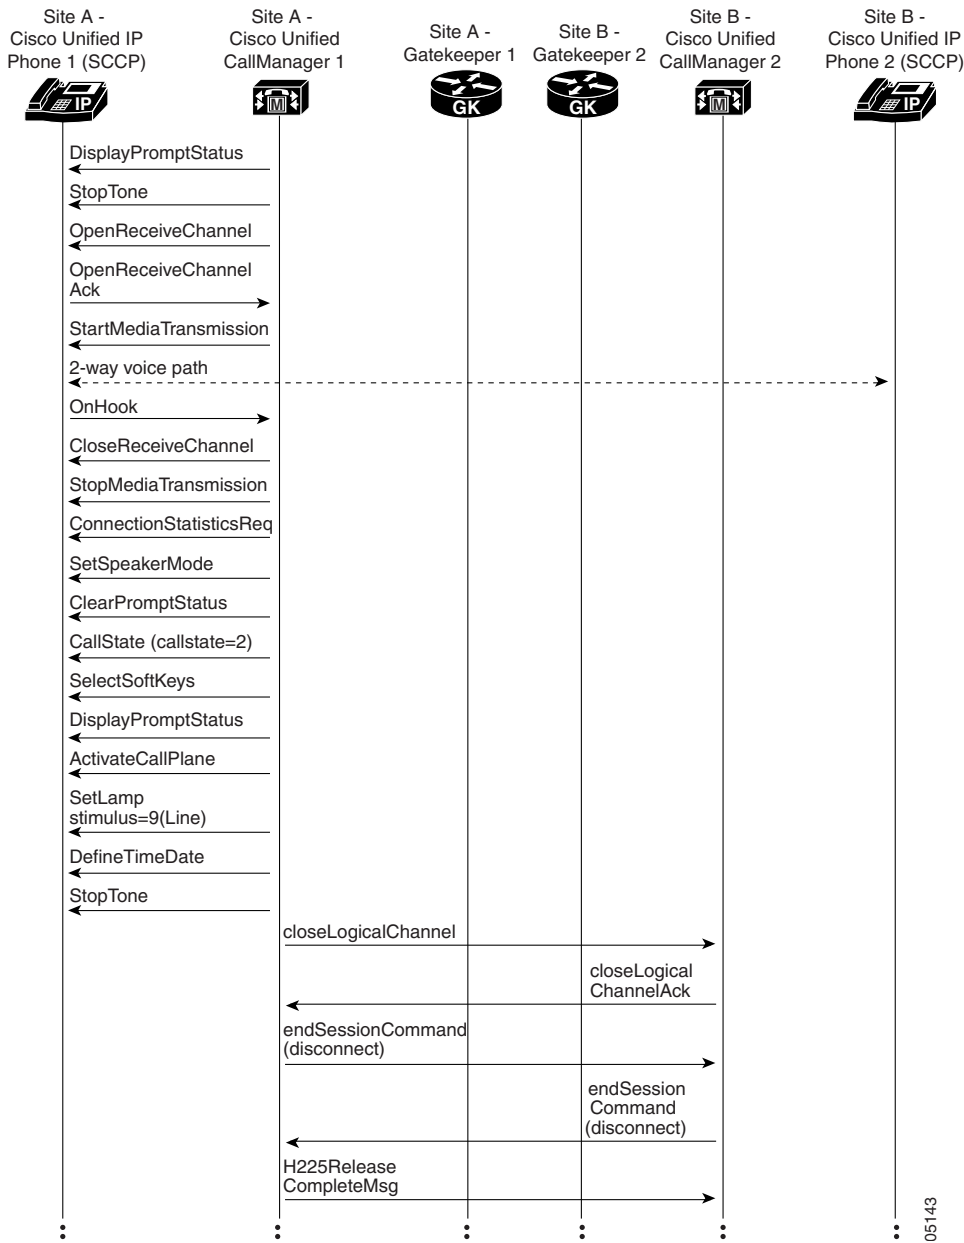 Site A -
Cisco Unified IP
Phone 1 (SCCP)
Site A -
Cisco Unified
CallManager 1
Site A -
Gatekeeper 1
Site B -
Gatekeeper 2
Site B -
Cisco Unified
CallManager 2
Site B -
Cisco Unified IP
Phone 2 (SCCP)
IP
M
GK
GK
M
IP
DisplayPromptStatus
StopTone
OpenReceiveChannel
OpenReceiveChannel
Ack
StartMediaTransmission
2-way voice path
OnHook
CloseReceiveChannel
StopMediaTransmission
ConnectionStatisticsReq
SetSpeakerMode
ClearPromptStatus
CallState (callstate=2)
SelectSoftKeys
DisplayPromptStatus
ActivateCallPlane
SetLamp
stimulus=9(Line)
DefineTimeDate
StopTone
closeLogicalChannel
closeLogical
ChannelAck
endSessionCommand
(disconnect)
endSession
Command
(disconnect)
H225Release
CompleteMsg
05143